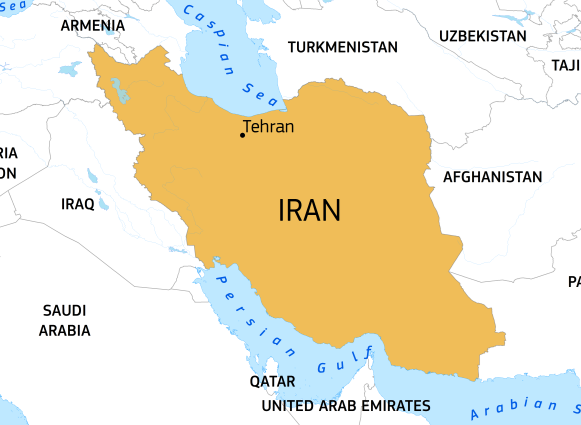 Sea
ARMENIA
Caspian Sea
TURKMENISTAN
UZBEKISTAN
TAJI
Tehran
RIA
ON
AFGHANISTAN
IRAQ
IRAN
PA
SAUDI
ARABIA
Persian Gulf
QATAR
UNITED ARAB EMIRATES
Arabian S